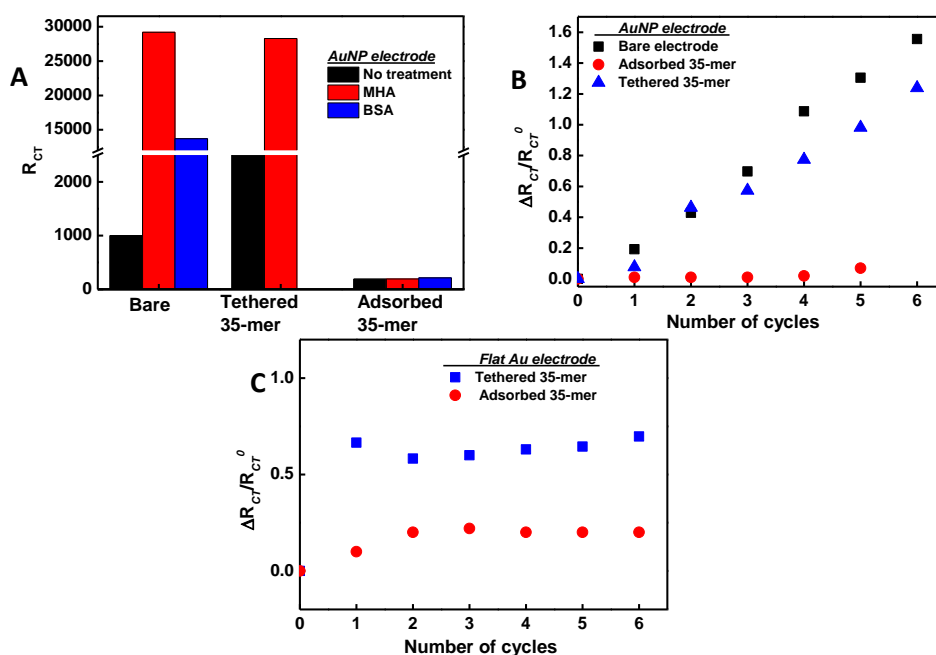 A
30000
25000
20000
15000
2000
1000
0
R_CT
AuNP electrode
No treatment
MHA
BSA
Bare
Tethered
35-mer
Adsorbed
35-mer
B
1.6
1.4
1.2
1.0
0.8
0.6
0.4
0.2
0.0
ΔR_CT/R_CT^0
AuNP electrode
Bare electrode
Adsorbed 35-mer
Tethered 35-mer
0 1 2 3 4 5 6
Number of cycles
C
1.0
0.5
0.0
ΔR_CT/R_CT^0
Flat Au electrode
Tethered 35-mer
Adsorbed 35-mer
0 1 2 3 4 5 6
Number of cycles